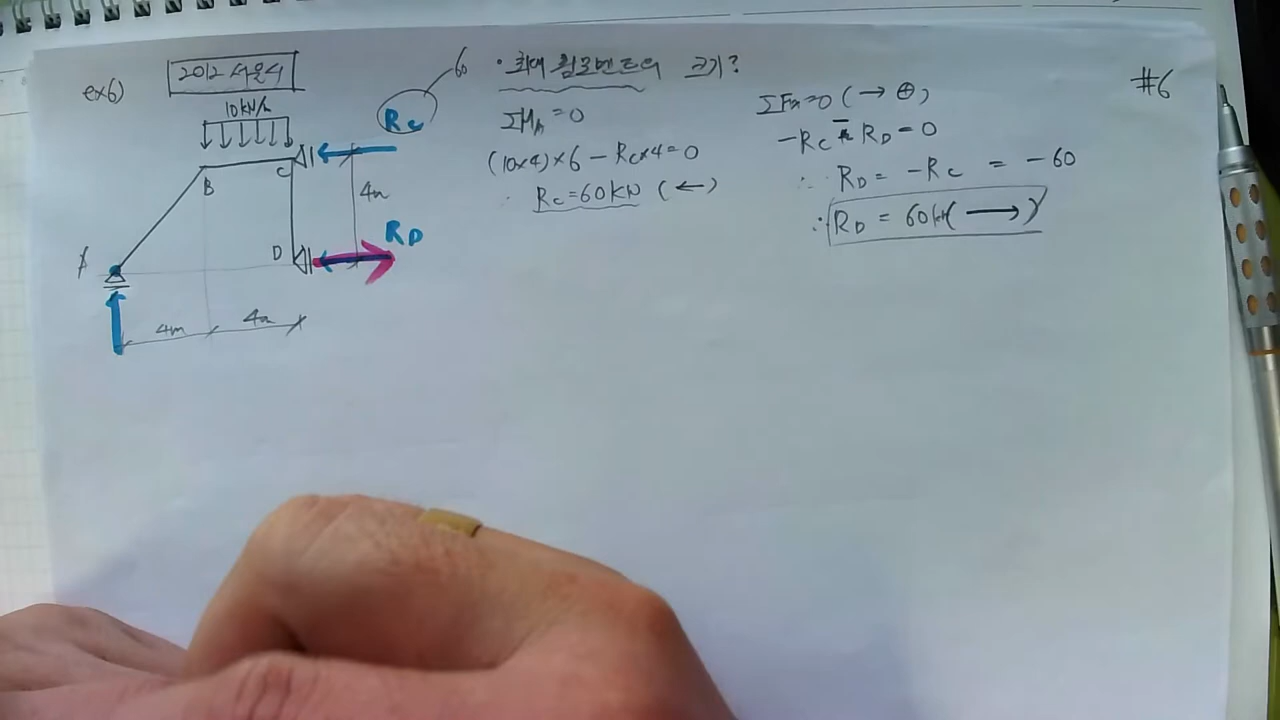 ex6) 2012 서울시
#6
10kN/m
B
C
Rc
60
4m
A
D
RD
4m 4m
· 최대 휨모멘트의 크기?
ΣMA=0
(10×4)×6 - Rc×4=0
∴ Rc=60kN (←)
ΣFx=0 (→ ⊕)
-Rc - RD=0
∴ RD = -Rc = -60
∴ RD = 60kN(→)